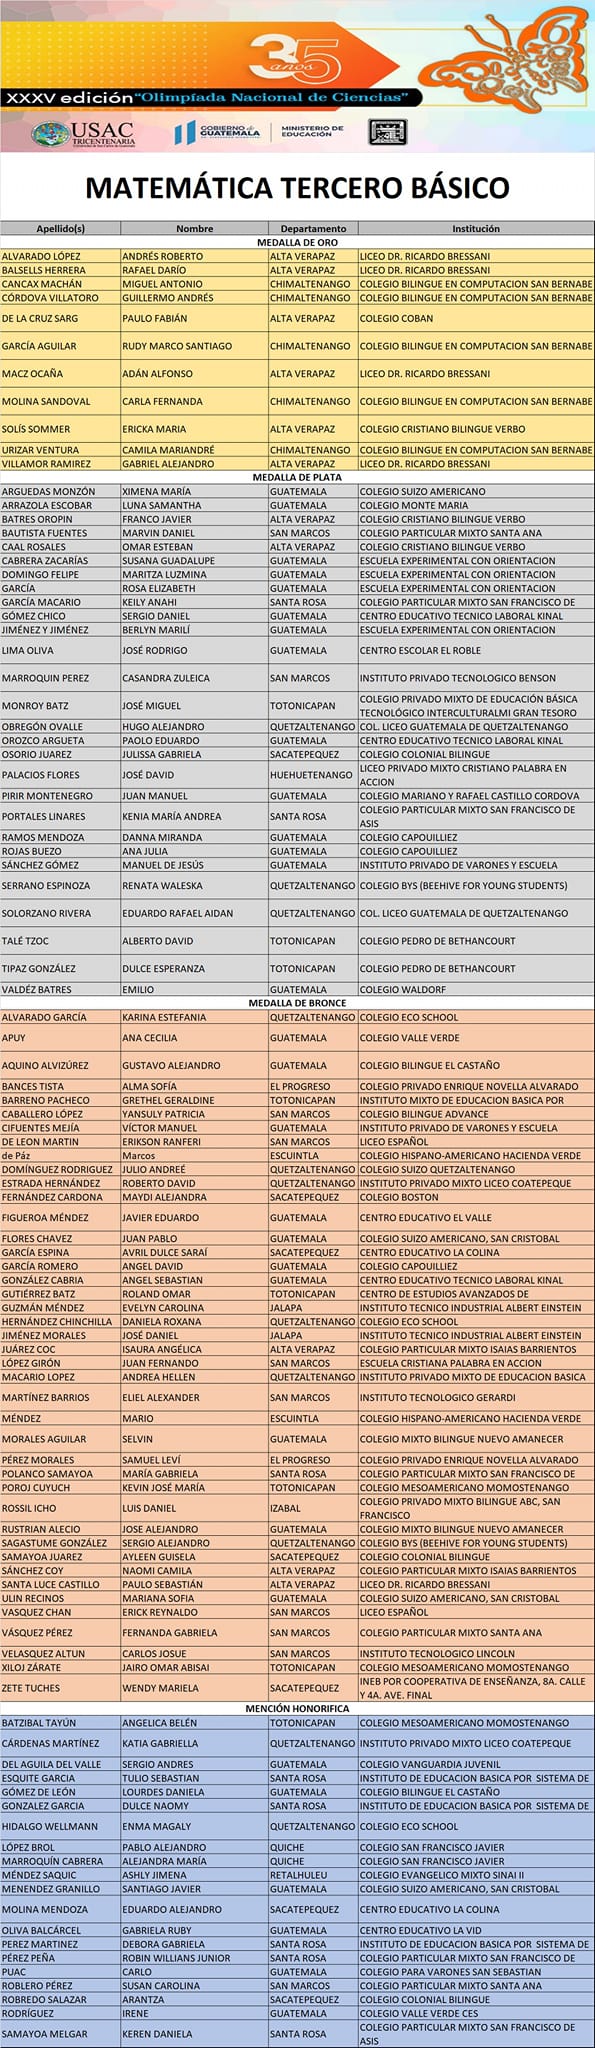 35
años
XXXV edición "Olimpíada Nacional de Ciencias"
USAC
TRICENTENARIA
Universidad de San Carlos de Guatemala
GOBIERNO de
GUATEMALA
MINISTERIO DE
EDUCACIÓN
MATEMÁTICA TERCERO BÁSICO
Apellido(s) Nombre Departamento Institución
MEDALLA DE ORO
ALVARADO LÓPEZ ANDRÉS ROBERTO ALTA VERAPAZ LICEO DR. RICARDO BRESSANI
BALSELLS HERRERA RAFAEL DARÍO ALTA VERAPAZ LICEO DR. RICARDO BRESSANI
CANCAX MACHÁN MIGUEL ANTONIO CHIMALTENANGO COLEGIO BILINGUE EN COMPUTACION SAN BERNABE
CÓRDOVA VILLATORO GUILLERMO ANDRÉS CHIMALTENANGO COLEGIO BILINGUE EN COMPUTACION SAN BERNABE
DE LA CRUZ SARG PAULO FABIÁN ALTA VERAPAZ COLEGIO COBAN
GARCÍA AGUILAR RUDY MARCO SANTIAGO CHIMALTENANGO COLEGIO BILINGUE EN COMPUTACION SAN BERNABE
MACZ OCAÑA ADÁN ALFONSO ALTA VERAPAZ LICEO DR. RICARDO BRESSANI
MOLINA SANDOVAL CARLA FERNANDA CHIMALTENANGO COLEGIO BILINGUE EN COMPUTACION SAN BERNABE
SOLÍS SOMMER ERICKA MARIA ALTA VERAPAZ COLEGIO CRISTIANO BILINGUE VERBO
URIZAR VENTURA CAMILA MARIANDRÉ CHIMALTENANGO COLEGIO BILINGUE EN COMPUTACION SAN BERNABE
VILLAMOR RAMIREZ GABRIEL ALEJANDRO ALTA VERAPAZ LICEO DR. RICARDO BRESSANI
MEDALLA DE PLATA
ARGUEDAS MONZÓN XIMENA MARÍA GUATEMALA COLEGIO SUIZO AMERICANO
ARRAZOLA ESCOBAR LUNA SAMANTHA GUATEMALA COLEGIO MONTE MARIA
BATRES OROPIN FRANCO JAVIER ALTA VERAPAZ COLEGIO CRISTIANO BILINGUE VERBO
BAUTISTA FUENTES MARVIN DANIEL SAN MARCOS COLEGIO PARTICULAR MIXTO SANTA ANA
CAAL ROSALES OMAR ESTEBAN ALTA VERAPAZ COLEGIO CRISTIANO BILINGUE VERBO
CABRERA ZACARÍAS SUSANA GUADALUPE GUATEMALA ESCUELA EXPERIMENTAL CON ORIENTACION
DOMINGO FELIPE MARITZA LUZMINA GUATEMALA ESCUELA EXPERIMENTAL CON ORIENTACION
GARCÍA ROSA ELIZABETH GUATEMALA ESCUELA EXPERIMENTAL CON ORIENTACION
GARCÍA MACARIO KEILY ANAHI SANTA ROSA COLEGIO PARTICULAR MIXTO SAN FRANCISCO DE
GÓMEZ CHICO SERGIO DANIEL GUATEMALA CENTRO EDUCATIVO TECNICO LABORAL KINAL
JIMÉNEZ Y JIMÉNEZ BERLYN MARILÍ GUATEMALA ESCUELA EXPERIMENTAL CON ORIENTACION
LIMA OLIVA JOSÉ RODRIGO GUATEMALA CENTRO ESCOLAR EL ROBLE
MARROQUIN PEREZ CASANDRA ZULEICA SAN MARCOS INSTITUTO PRIVADO TECNOLOGICO BENSON
MONROY BATZ JOSÉ MIGUEL TOTONICAPAN COLEGIO PRIVADO MIXTO DE EDUCACIÓN BÁSICA
TECNOLÓGICO INTERCULTURALMI GRAN TESORO
OBREGÓN OVALLE HUGO ALEJANDRO QUETZALTENANGO COL. LICEO GUATEMALA DE QUETZALTENANGO
OROZCO ARGUETA PAOLO EDUARDO GUATEMALA CENTRO EDUCATIVO TECNICO LABORAL KINAL
OSORIO JUAREZ JULISSA GABRIELA SACATEPEQUEZ COLEGIO COLONIAL BILINGUE
PALACIOS FLORES JOSÉ DAVID HUEHUETENANGO LICEO PRIVADO MIXTO CRISTIANO PALABRA EN
ACCION
PIRIR MONTENEGRO JUAN MANUEL GUATEMALA COLEGIO MARIANO Y RAFAEL CASTILLO CORDOVA
PORTALES LINARES KENIA MARÍA ANDREA SANTA ROSA COLEGIO PARTICULAR MIXTO SAN FRANCISCO DE
ASIS
RAMOS MENDOZA DANNA MIRANDA GUATEMALA COLEGIO CAPOUILLIEZ
ROJAS BUEZO ANA JULIA GUATEMALA COLEGIO CAPOUILLIEZ
SÁNCHEZ GÓMEZ MANUEL DE JESÚS GUATEMALA INSTITUTO PRIVADO DE VARONES Y ESCUELA
SERRANO ESPINOZA RENATA WALESKA QUETZALTENANGO COLEGIO BYS (BEEHIVE FOR YOUNG STUDENTS)
SOLORZANO RIVERA EDUARDO RAFAEL AIDAN QUETZALTENANGO COL. LICEO GUATEMALA DE QUETZALTENANGO
TALÉ TZOC ALBERTO DAVID TOTONICAPAN COLEGIO PEDRO DE BETHANCOURT
TIPAZ GONZÁLEZ DULCE ESPERANZA TOTONICAPAN COLEGIO PEDRO DE BETHANCOURT
VALDÉZ BATRES EMILIO GUATEMALA COLEGIO WALDORF
MEDALLA DE BRONCE
ALVARADO GARCÍA KARINA ESTEFANIA QUETZALTENANGO COLEGIO ECO SCHOOL
APUY ANA CECILIA GUATEMALA COLEGIO VALLE VERDE
AQUINO ALVIZÚREZ GUSTAVO ALEJANDRO GUATEMALA COLEGIO BILINGUE EL CASTAÑO
BANCES TISTA ALMA SOFÍA EL PROGRESO COLEGIO PRIVADO ENRIQUE NOVELLA ALVARADO
BARRENO PACHECO GRETHEL GERALDINE TOTONICAPAN INSTITUTO MIXTO DE EDUCACION BASICA POR
CABALLERO LÓPEZ YANSULY PATRICIA SAN MARCOS COLEGIO BILINGUE ADVANCE
CIFUENTES MEJÍA VÍCTOR MANUEL GUATEMALA INSTITUTO PRIVADO DE VARONES Y ESCUELA
DE LEON MARTIN ERIKSON RANFERI SAN MARCOS LICEO ESPAÑOL
de Páz Marcos ESCUINTLA COLEGIO HISPANO-AMERICANO HACIENDA VERDE
DOMÍNGUEZ RODRIGUEZ JULIO ANDREÉ QUETZALTENANGO COLEGIO SUIZO QUETZALTENANGO
ESTRADA HERNÁNDEZ ROBERTO DAVID QUETZALTENANGO INSTITUTO PRIVADO MIXTO LICEO COATEPEQUE
FERNÁNDEZ CARDONA MAYDI ALEJANDRA SACATEPEQUEZ COLEGIO BOSTON
FIGUEROA MÉNDEZ JAVIER EDUARDO GUATEMALA CENTRO EDUCATIVO EL VALLE
FLORES CHAVEZ JUAN PABLO GUATEMALA COLEGIO SUIZO AMERICANO, SAN CRISTOBAL
GARCÍA ESPINA AVRIL DULCE SARAÍ SACATEPEQUEZ CENTRO EDUCATIVO LA COLINA
GARCÍA ROMERO ANGEL DAVID GUATEMALA COLEGIO CAPOUILLIEZ
GONZÁLEZ CABRIA ANGEL SEBASTIAN GUATEMALA CENTRO EDUCATIVO TECNICO LABORAL KINAL
GUTIÉRREZ BATZ ROLAND OMAR TOTONICAPAN CENTRO DE ESTUDIOS AVANZADOS DE
GUZMÁN MÉNDEZ EVELYN CAROLINA JALAPA INSTITUTO TECNICO INDUSTRIAL ALBERT EINSTEIN
HERNÁNDEZ CHINCHILLA DANIELA ROXANA QUETZALTENANGO COLEGIO ECO SCHOOL
JIMÉNEZ MORALES JOSÉ DANIEL JALAPA INSTITUTO TECNICO INDUSTRIAL ALBERT EINSTEIN
JUÁREZ COC ISAURA ANGÉLICA ALTA VERAPAZ COLEGIO PARTICULAR MIXTO ISAIAS BARRIENTOS
LÓPEZ GIRÓN JUAN FERNANDO SAN MARCOS ESCUELA CRISTIANA PALABRA EN ACCION
MACARIO LOPEZ ANDREA HELLEN QUETZALTENANGO INSTITUTO PRIVADO MIXTO DE EDUCACION BASICA
MARTÍNEZ BARRIOS ELIEL ALEXANDER SAN MARCOS INSTITUTO TECNOLOGICO GERARDI
MÉNDEZ MARIO ESCUINTLA COLEGIO HISPANO-AMERICANO HACIENDA VERDE
MORALES AGUILAR SELVIN GUATEMALA COLEGIO MIXTO BILINGUE NUEVO AMANECER
PÉREZ MORALES SAMUEL LEVÍ EL PROGRESO COLEGIO PRIVADO ENRIQUE NOVELLA ALVARADO
POLANCO SAMAYOA MARÍA GABRIELA SANTA ROSA COLEGIO PARTICULAR MIXTO SAN FRANCISCO DE
POROJ CUYUCH KEVIN JOSÉ MARÍA TOTONICAPAN COLEGIO MESOAMERICANO MOMOSTENANGO
ROSSIL ICHO LUIS DANIEL IZABAL COLEGIO PRIVADO MIXTO BILINGUE ABC, SAN
FRANCISCO
RUSTRIAN ALECIO JOSE ALEJANDRO GUATEMALA COLEGIO MIXTO BILINGUE NUEVO AMANECER
SAGASTUME GONZÁLEZ SERGIO ALEJANDRO QUETZALTENANGO COLEGIO BYS (BEEHIVE FOR YOUNG STUDENTS)
SAMAYOA JUAREZ AYLEEN GUISELA SACATEPEQUEZ COLEGIO COLONIAL BILINGUE
SÁNCHEZ COY NAOMI CAMILA ALTA VERAPAZ COLEGIO PARTICULAR MIXTO ISAIAS BARRIENTOS
SANTA LUCE CASTILLO PAULO SEBASTIÁN ALTA VERAPAZ LICEO DR. RICARDO BRESSANI
ULIN RECINOS MARIANA SOFIA GUATEMALA COLEGIO SUIZO AMERICANO, SAN CRISTOBAL
VASQUEZ CHAN ERICK REYNALDO SAN MARCOS LICEO ESPAÑOL
VÁSQUEZ PÉREZ FERNANDA GABRIELA SAN MARCOS COLEGIO PARTICULAR MIXTO SANTA ANA
VELASQUEZ ALTUN CARLOS JOSUE SAN MARCOS INSTITUTO TECNOLOGICO LINCOLN
XILOJ ZÁRATE JAIRO OMAR ABISAI TOTONICAPAN COLEGIO MESOAMERICANO MOMOSTENANGO
ZETE TUCHES WENDY MARIELA SACATEPEQUEZ INEB POR COOPERATIVA DE ENSEÑANZA, 8A. CALLE
Y 4A. AVE. FINAL
MENCIÓN HONORIFICA
BATZIBAL TAYÚN ANGELICA BELÉN TOTONICAPAN COLEGIO MESOAMERICANO MOMOSTENANGO
CÁRDENAS MARTÍNEZ KATIA GABRIELLA QUETZALTENANGO INSTITUTO PRIVADO MIXTO LICEO COATEPEQUE
DEL AGUILA DEL VALLE SERGIO ANDRES GUATEMALA COLEGIO VANGUARDIA JUVENIL
ESQUITE GARCIA TULIO SEBASTIAN SANTA ROSA INSTITUTO DE EDUCACION BASICA POR SISTEMA DE
GÓMEZ DE LEÓN LOURDES DANIELA GUATEMALA COLEGIO BILINGUE EL CASTAÑO
GONZALEZ GARCIA DULCE NAOMY SANTA ROSA INSTITUTO DE EDUCACION BASICA POR SISTEMA DE
HIDALGO WELLMANN ENMA MAGALY QUETZALTENANGO COLEGIO ECO SCHOOL
LÓPEZ BROL PABLO ALEJANDRO QUICHE COLEGIO SAN FRANCISCO JAVIER
MARROQUÍN CABRERA ALEJANDRA MARÍA QUICHE COLEGIO SAN FRANCISCO JAVIER
MÉNDEZ SAQUIC ASHLY JIMENA RETALHULEU COLEGIO EVANGELICO MIXTO SINAI II
MENENDEZ GRANILLO SANTIAGO JAVIER GUATEMALA COLEGIO SUIZO AMERICANO, SAN CRISTOBAL
MOLINA MENDOZA EDUARDO ALEJANDRO SACATEPEQUEZ CENTRO EDUCATIVO LA COLINA
OLIVA BALCÁRCEL GABRIELA RUBY GUATEMALA CENTRO EDUCATIVO LA VID
PEREZ MARTINEZ DEBORA GABRIELA SANTA ROSA INSTITUTO DE EDUCACION BASICA POR SISTEMA DE
PÉREZ PEÑA ROBIN WILLIANS JUNIOR SANTA ROSA COLEGIO PARTICULAR MIXTO SAN FRANCISCO DE
PUAC CARLO GUATEMALA COLEGIO PARA VARONES SAN SEBASTIAN
ROBLERO PÉREZ SUSAN CAROLINA SAN MARCOS COLEGIO PARTICULAR MIXTO SANTA ANA
ROBREDO SALAZAR ARANTZA SACATEPEQUEZ COLEGIO COLONIAL BILINGUE
RODRÍGUEZ IRENE GUATEMALA COLEGIO VALLE VERDE CES
SAMAYOA MELGAR KEREN DANIELA SANTA ROSA COLEGIO PARTICULAR MIXTO SAN FRANCISCO DE
ASIS